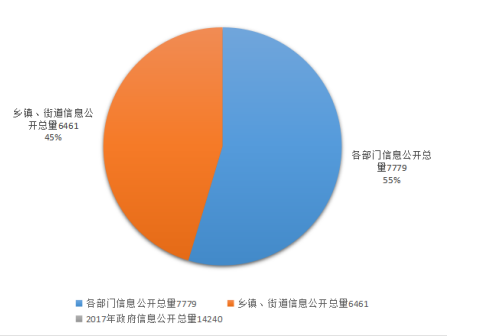 乡镇、街道信息公
开总量6461
45%
各部门信息公开总
量7779
55%
各部门信息公开总量7779
乡镇、街道信息公开总量6461
2017年政府信息公开总量14240